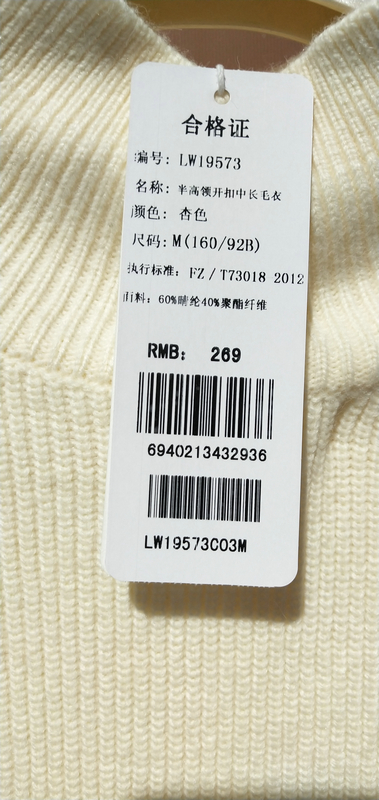 合格证
编号: LW19573
名称: 半高领开扣中长毛衣
颜色: 杏色
尺码: M(160/92B)
执行标准: FZ/T73018 2012
面料: 60%晴纶40%聚酯纤维
RMB: 269
6940213432936
LW19573C03M